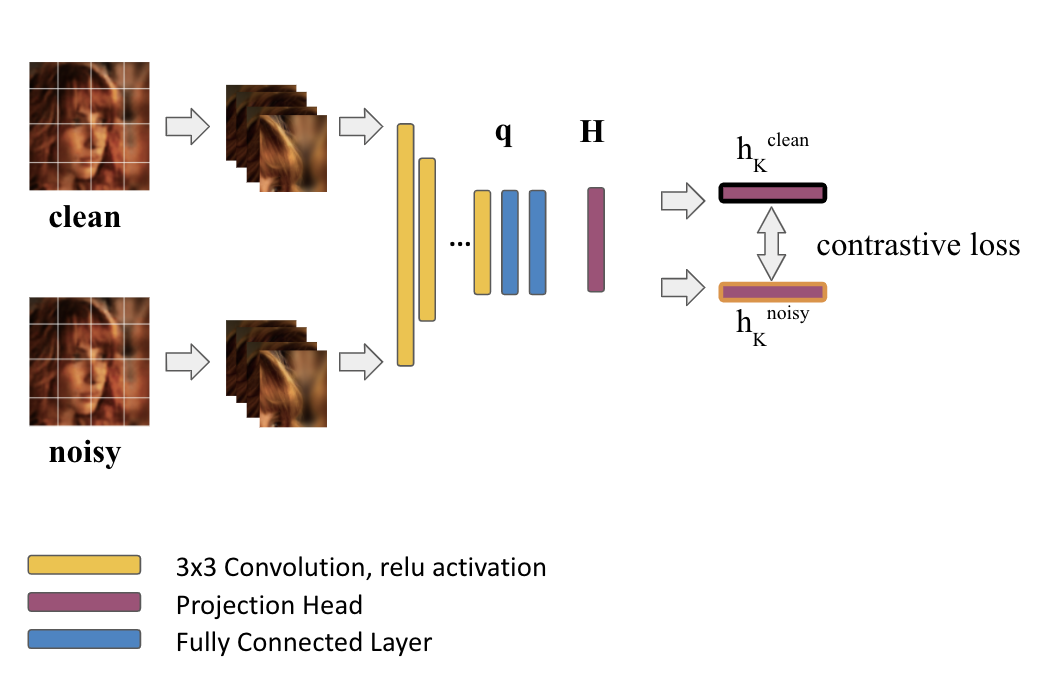 clean
q
H
h_K^clean
contrastive loss
h_K^noisy
noisy
...
3x3 Convolution, relu activation
Projection Head
Fully Connected Layer